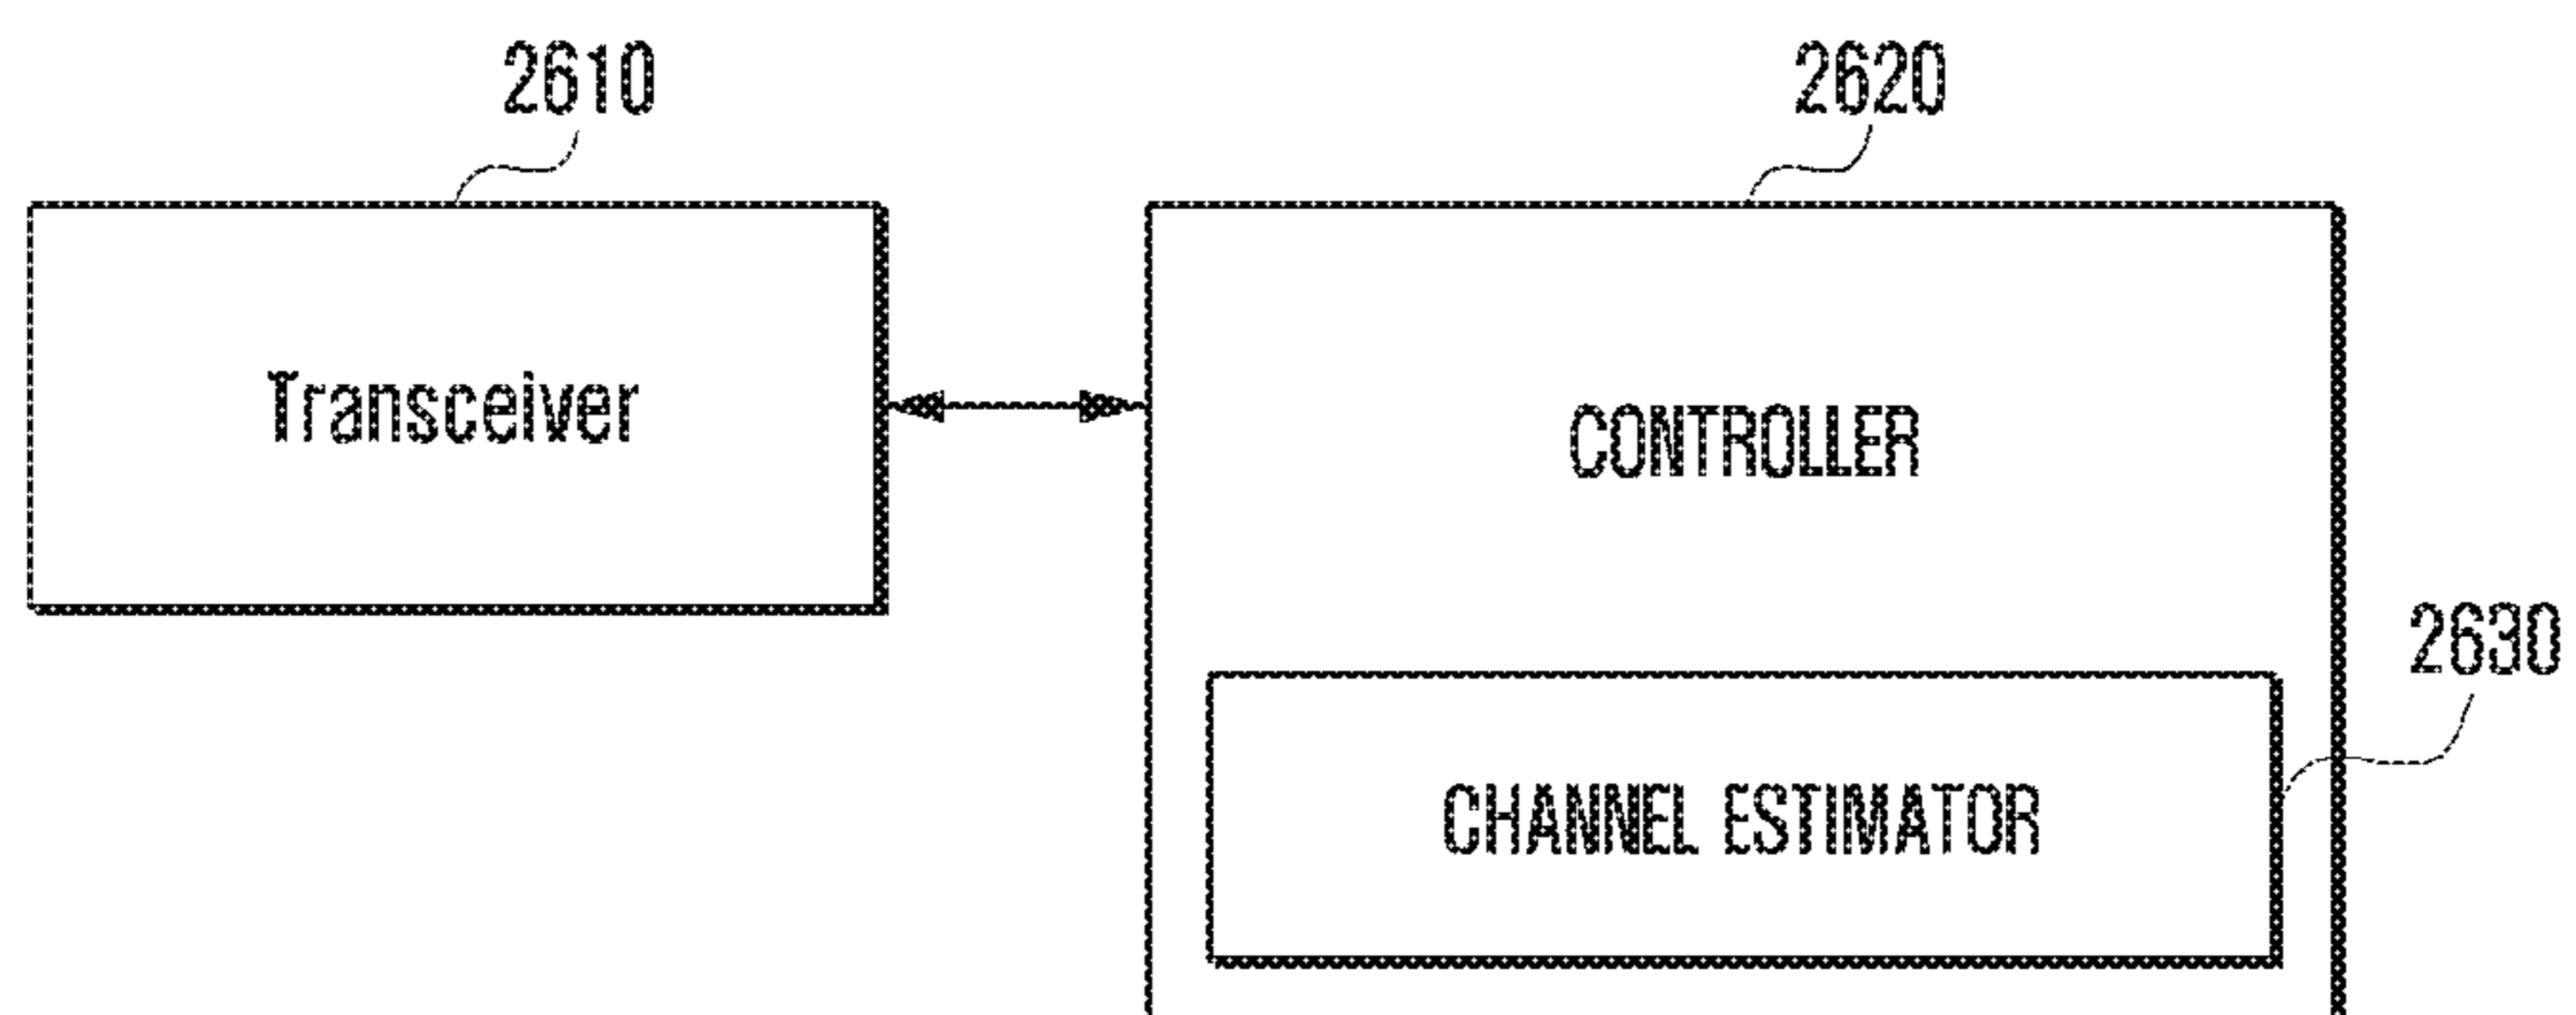 2610
2620
Transceiver
CONTROLLER
2630
CHANNEL ESTIMATOR